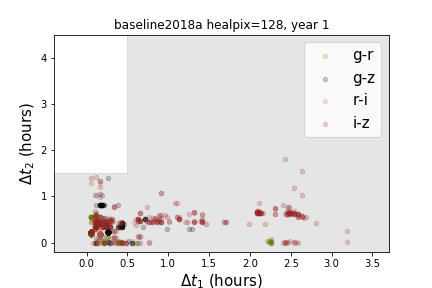 baseline2018a healpix=128, year 1
Δt₂ (hours)
4
3
2
1
0
g-r
g-z
r-i
i-z
0.0 0.5 1.0 1.5 2.0 2.5 3.0 3.5
Δt₁ (hours)